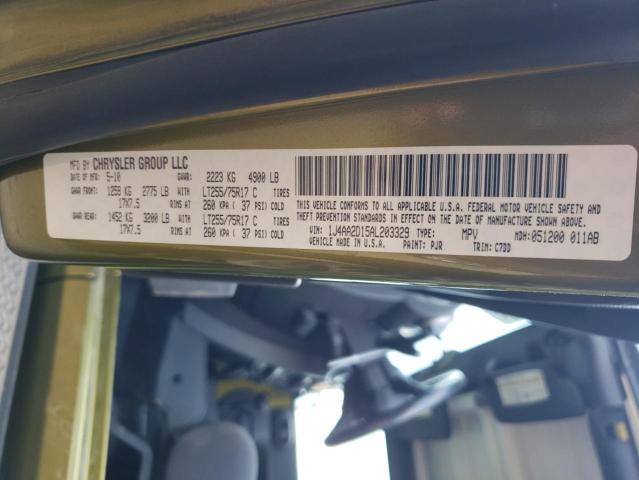 MFD BY CHRYSLER GROUP LLC
DATE OF MFR: 5-10 GVWR: 2223 KG 4900 LB
GAWR FRONT: 1259 KG 2775 LB WITH LT255/75R17 C TIRES
17X7.5 RIMS AT 260 KPA ( 37 PSI) COLD
GAWR REAR: 1452 KG 3200 LB WITH LT255/75R17 C TIRES
17X7.5 RIMS AT 260 KPA ( 37 PSI) COLD
THIS VEHICLE CONFORMS TO ALL APPLICABLE U.S.A. FEDERAL MOTOR VEHICLE SAFETY AND
THEFT PREVENTION STANDARDS IN EFFECT ON THE DATE OF MANUFACTURE SHOWN ABOVE.
VIN: 1J4AA2D15AL203329 TYPE: MPV MDH: 051200 011AB
PAINT: PJR TRIM: C7DD